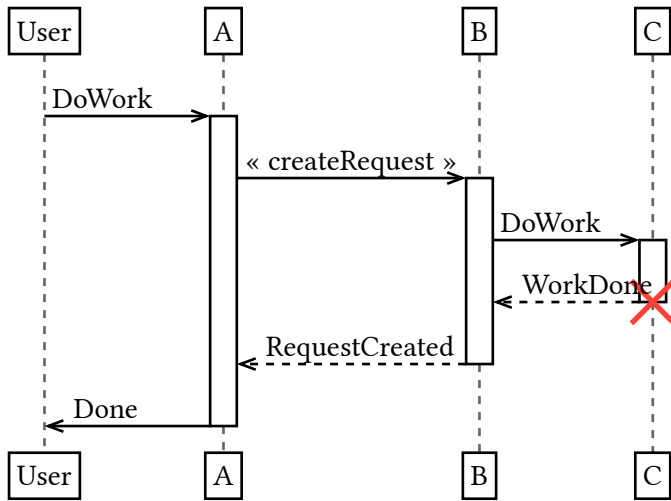 User A B C
DoWork
« createRequest »
DoWork
WorkDone
RequestCreated
Done
User A B C